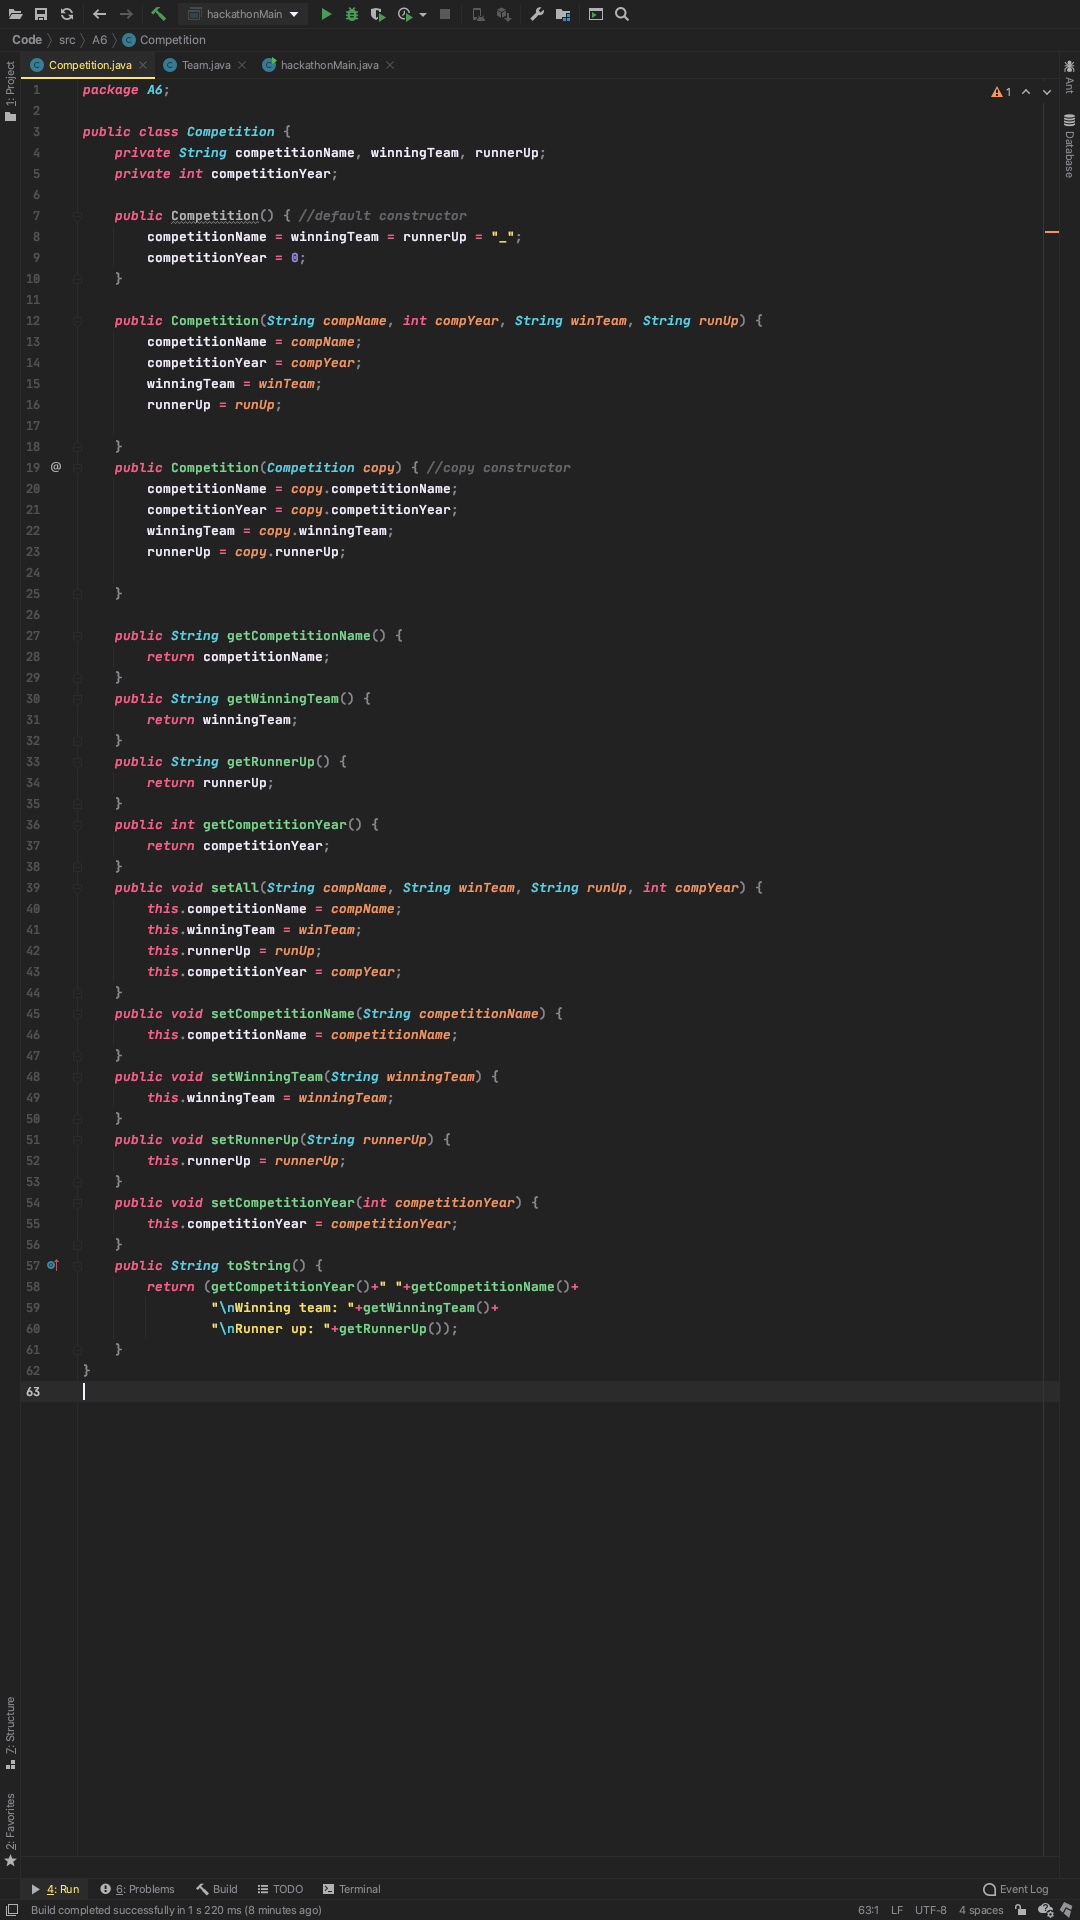 hackathonMain
Code src A6 Competition
Competition.java Team.java hackathonMain.java
1: Project
Ant
Database
1
1 package A6;
2
3 public class Competition {
4 private String competitionName, winningTeam, runnerUp;
5 private int competitionYear;
6
7 public Competition() { //default constructor
8 competitionName = winningTeam = runnerUp = "_";
9 competitionYear = 0;
10 }
11
12 public Competition(String compName, int compYear, String winTeam, String runUp) {
13 competitionName = compName;
14 competitionYear = compYear;
15 winningTeam = winTeam;
16 runnerUp = runUp;
17
18 }
19 @ public Competition(Competition copy) { //copy constructor
20 competitionName = copy.competitionName;
21 competitionYear = copy.competitionYear;
22 winningTeam = copy.winningTeam;
23 runnerUp = copy.runnerUp;
24
25 }
26
27 public String getCompetitionName() {
28 return competitionName;
29 }
30 public String getWinningTeam() {
31 return winningTeam;
32 }
33 public String getRunnerUp() {
34 return runnerUp;
35 }
36 public int getCompetitionYear() {
37 return competitionYear;
38 }
39 public void setAll(String compName, String winTeam, String runUp, int compYear) {
40 this.competitionName = compName;
41 this.winningTeam = winTeam;
42 this.runnerUp = runUp;
43 this.competitionYear = compYear;
44 }
45 public void setCompetitionName(String competitionName) {
46 this.competitionName = competitionName;
47 }
48 public void setWinningTeam(String winningTeam) {
49 this.winningTeam = winningTeam;
50 }
51 public void setRunnerUp(String runnerUp) {
52 this.runnerUp = runnerUp;
53 }
54 public void setCompetitionYear(int competitionYear) {
55 this.competitionYear = competitionYear;
56 }
57 public String toString() {
58 return (getCompetitionYear()+" "+getCompetitionName()+
59 "\nWinning team: "+getWinningTeam()+
60 "\nRunner up: "+getRunnerUp());
61 }
62 }
63
7: Structure
2: Favorites
4: Run 6: Problems Build TODO Terminal Event Log
Build completed successfully in 1 s 220 ms (8 minutes ago) 63:1 LF UTF-8 4 spaces